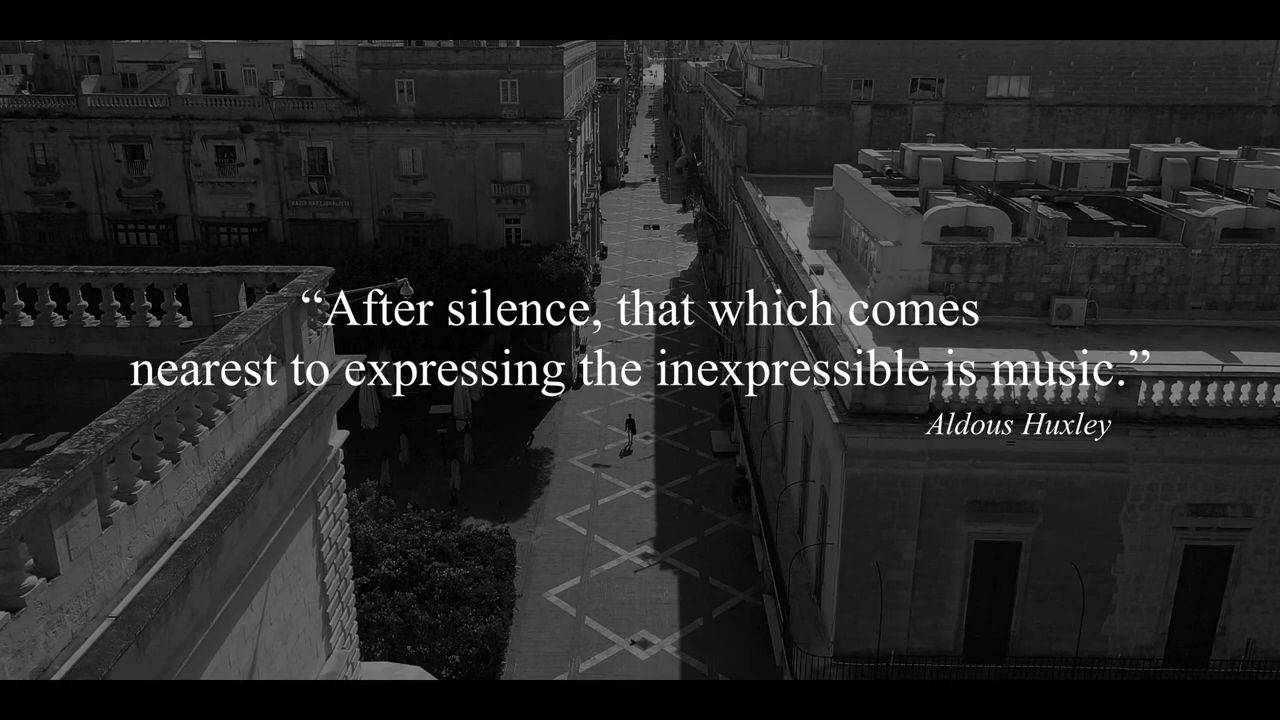 “After silence, that which comes
nearest to expressing the inexpressible is music.”
Aldous Huxley